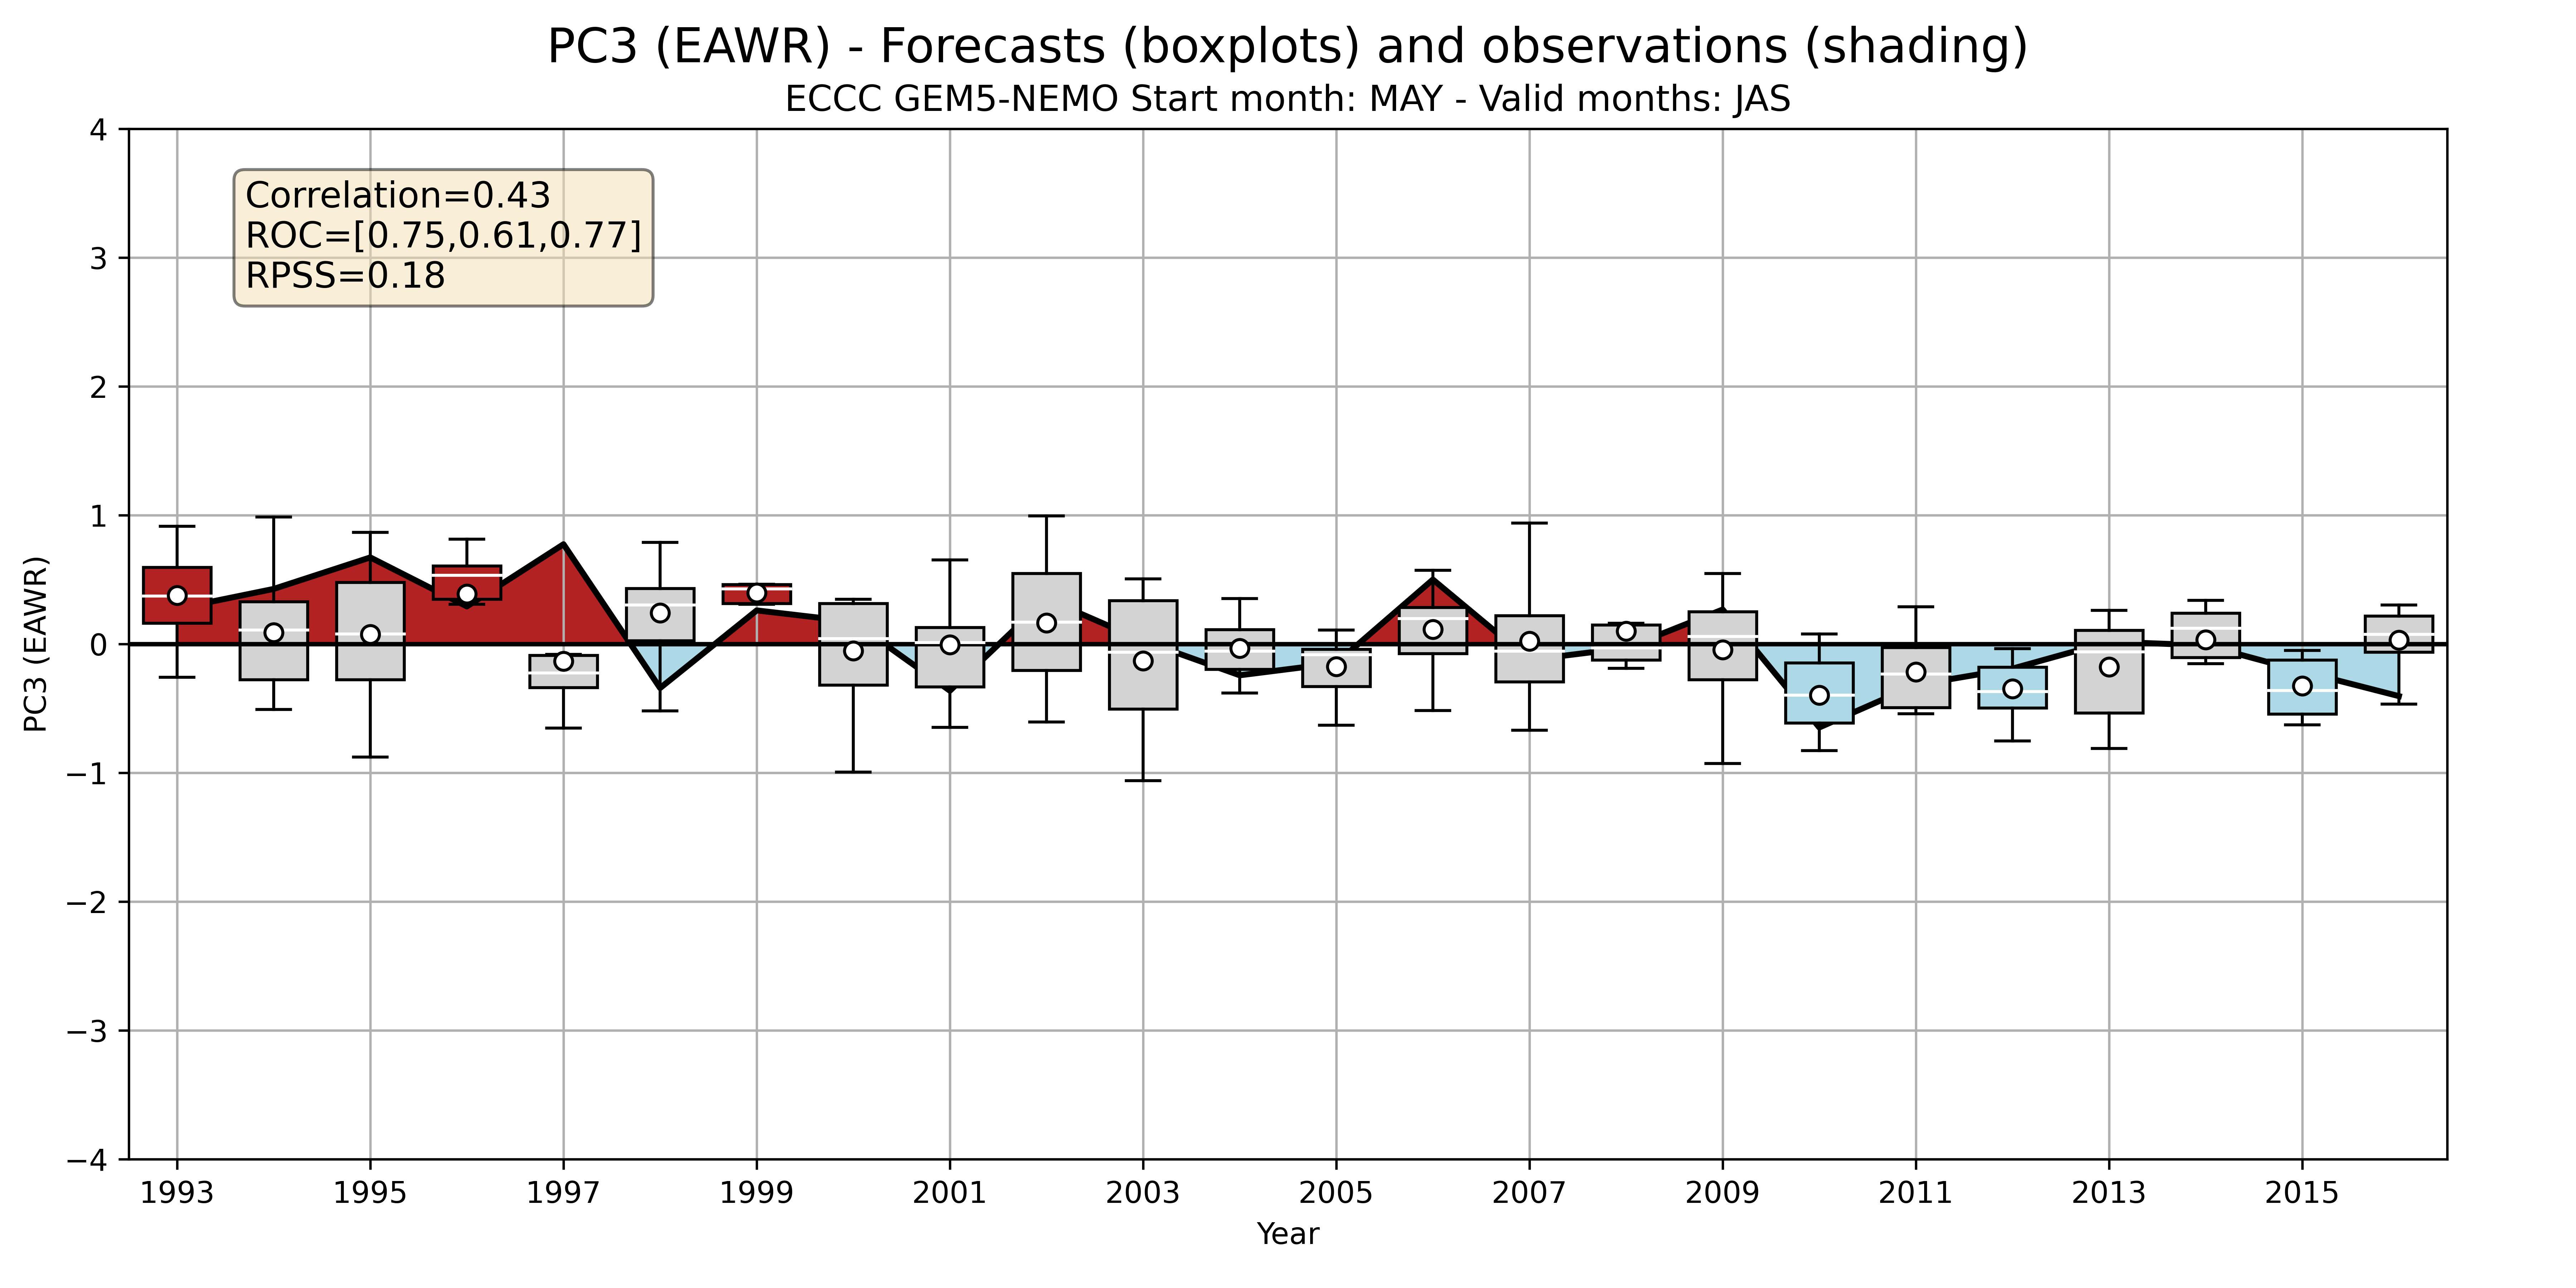 PC3 (EAWR) - Forecasts (boxplots) and observations (shading)
ECCC GEM5-NEMO Start month: MAY - Valid months: JAS
Correlation=0.43
ROC=[0.75,0.61,0.77]
RPSS=0.18
PC3 (EAWR)
4
3
2
1
0
−1
−2
−3
−4
1993 1995 1997 1999 2001 2003 2005 2007 2009 2011 2013 2015
Year